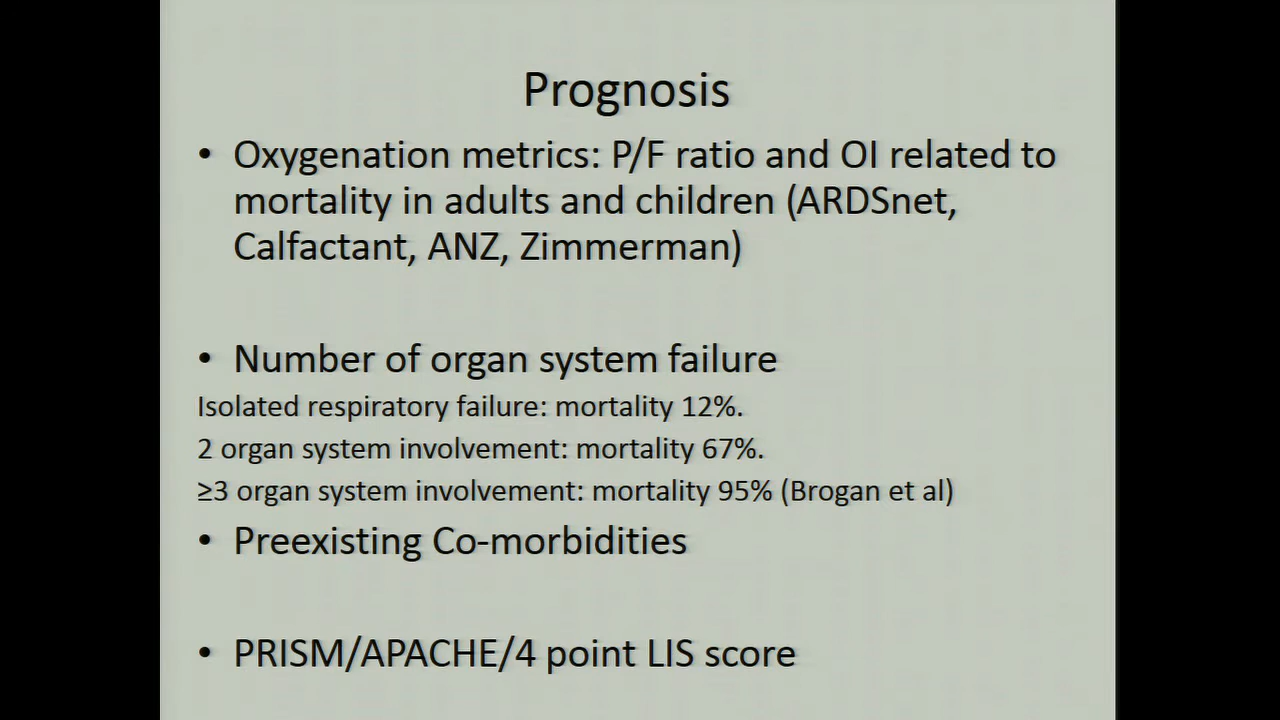 Prognosis
• Oxygenation metrics: P/F ratio and OI related to
mortality in adults and children (ARDSnet,
Calfactant, ANZ, Zimmerman)
• Number of organ system failure
Isolated respiratory failure: mortality 12%.
2 organ system involvement: mortality 67%.
≥3 organ system involvement: mortality 95% (Brogan et al)
• Preexisting Co-morbidities
• PRISM/APACHE/4 point LIS score